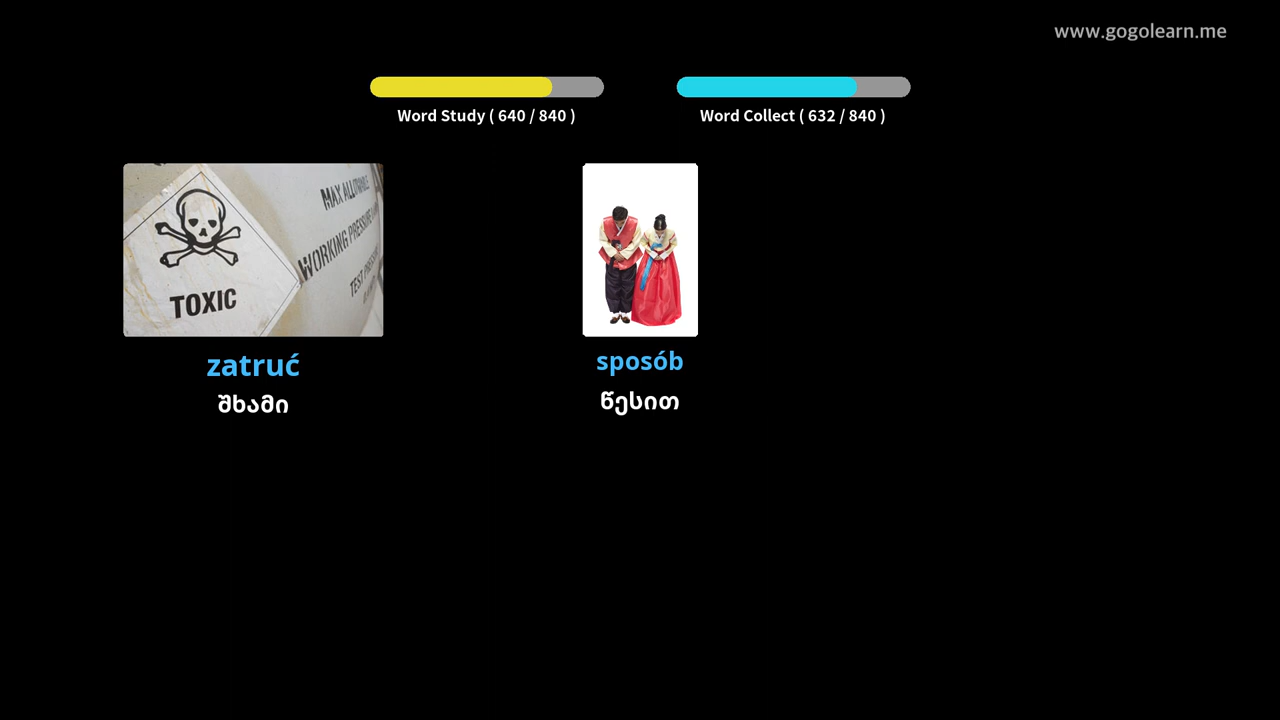 www.gogolearn.me
Word Study ( 640 / 840 )
Word Collect ( 632 / 840 )
MAX ALLOWABLE
WORKING PRESSURE
TEST PRESS
TOXIC
zatruć
შხამი
sposób
წესით